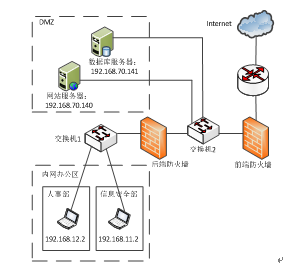 DMZ
Internet
数据库服务器：
192.168.70.141
网站服务器：
192.168.70.140
交换机1
后端防火墙
交换机2
前端防火墙
内网办公区
人事部
信息安全部
192.168.12.2
192.168.11.2